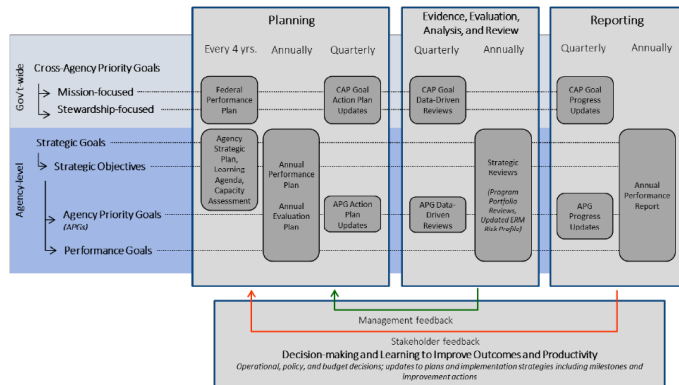 Planning
Evidence, Evaluation,
Analysis, and Review
Reporting
Every 4 yrs.
Annually
Quarterly
Quarterly
Annually
Quarterly
Annually
Gov't-wide
Cross-Agency Priority Goals
Mission-focused
Stewardship-focused
Federal
Performance
Plan
CAP Goal
Action Plan
Updates
CAP Goal
Data-Driven
Reviews
CAP Goal
Progress
Updates
Agency-level
Strategic Goals
Strategic Objectives
Agency Priority Goals
(APGs)
Performance Goals
Agency
Strategic
Plan,
Learning
Agenda,
Capacity
Assessment
Annual
Performance
Plan
Annual
Evaluation
Plan
APG Action
Plan
Updates
APG Data-
Driven
Reviews
Strategic
Reviews
(Program
Portfolio
Reviews,
Updated ERM
Risk Profile)
APG
Progress
Updates
Annual
Performance
Report
Management feedback
Stakeholder feedback
Decision-making and Learning to Improve Outcomes and Productivity
Operational, policy, and budget decisions; updates to plans and implementation strategies including milestones and
improvement actions